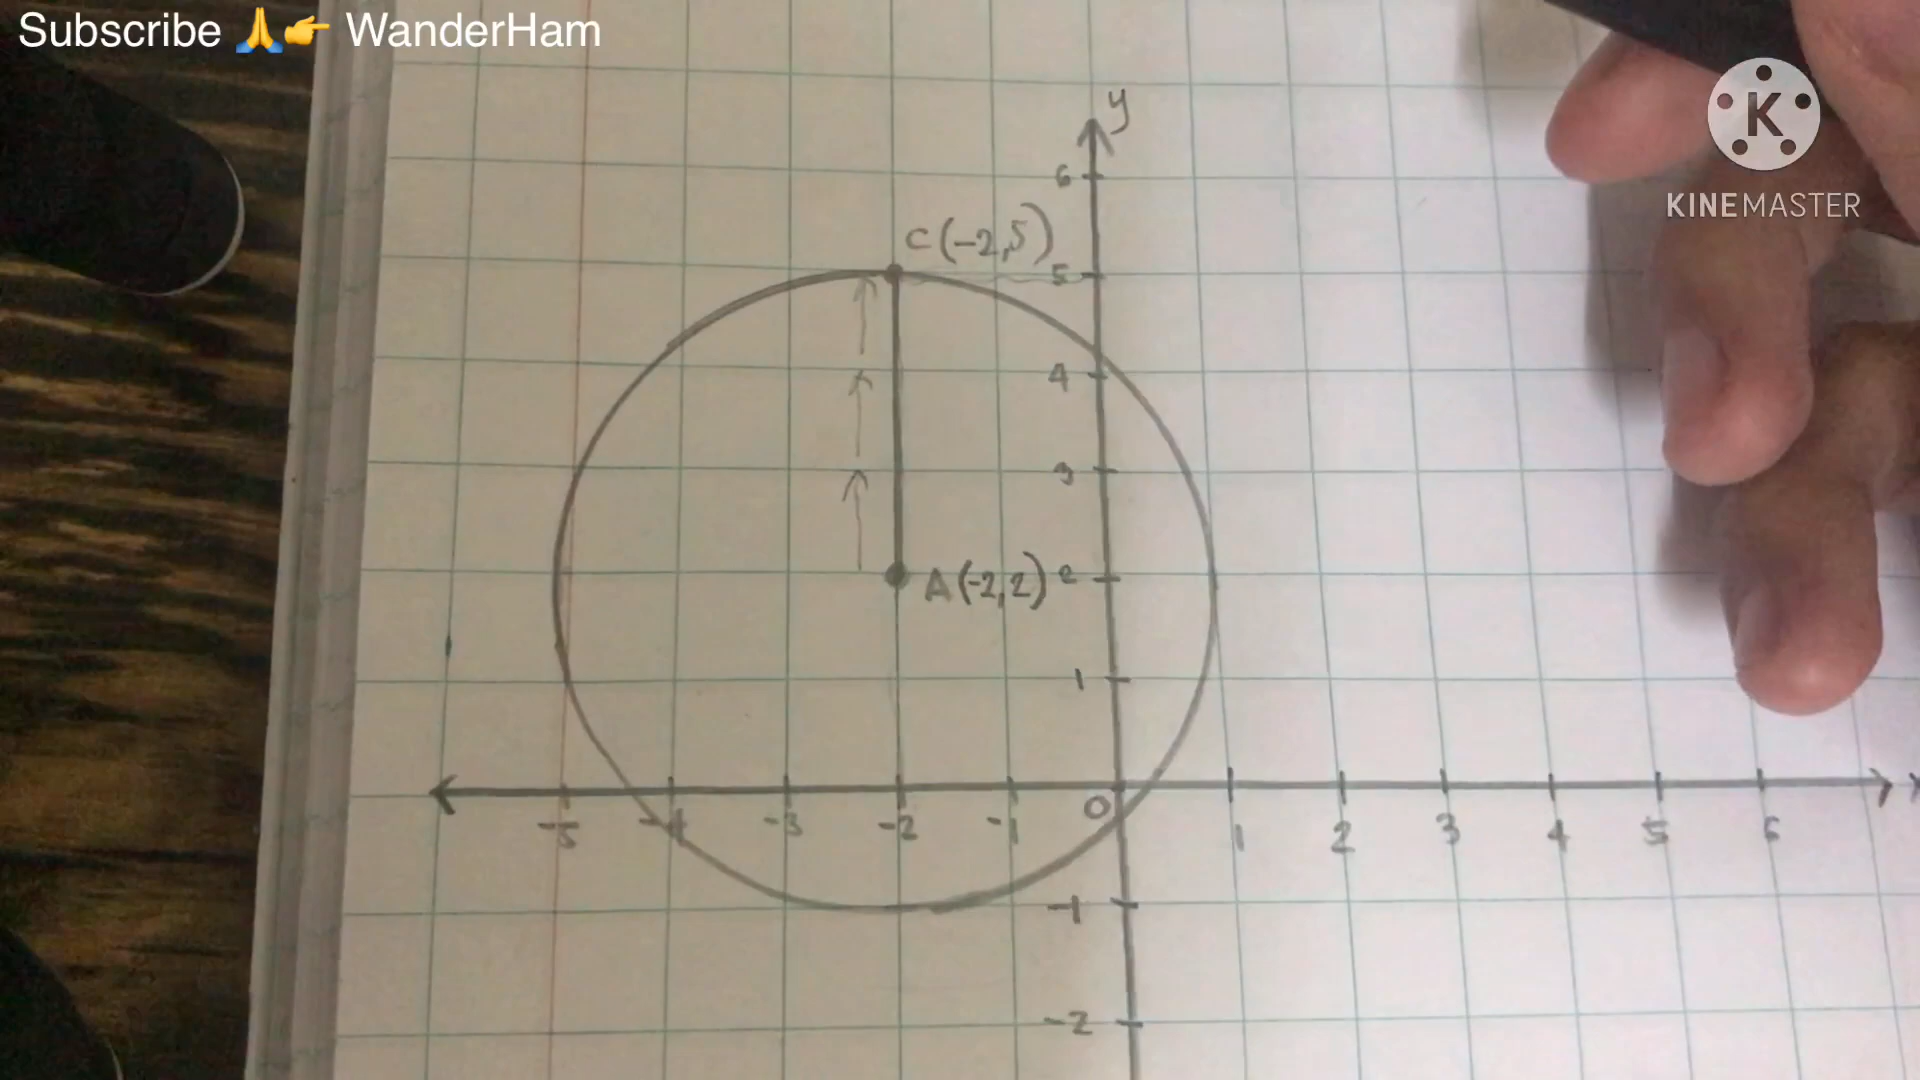 Subscribe 🙏👉 WanderHam
K
KINEMASTER
y
6
C(-2,5)
5
4
3
A(-2,2) 2
1
0
-5 -4 -3 -2 -1 1 2 3 4 5 6
x
-1
-2